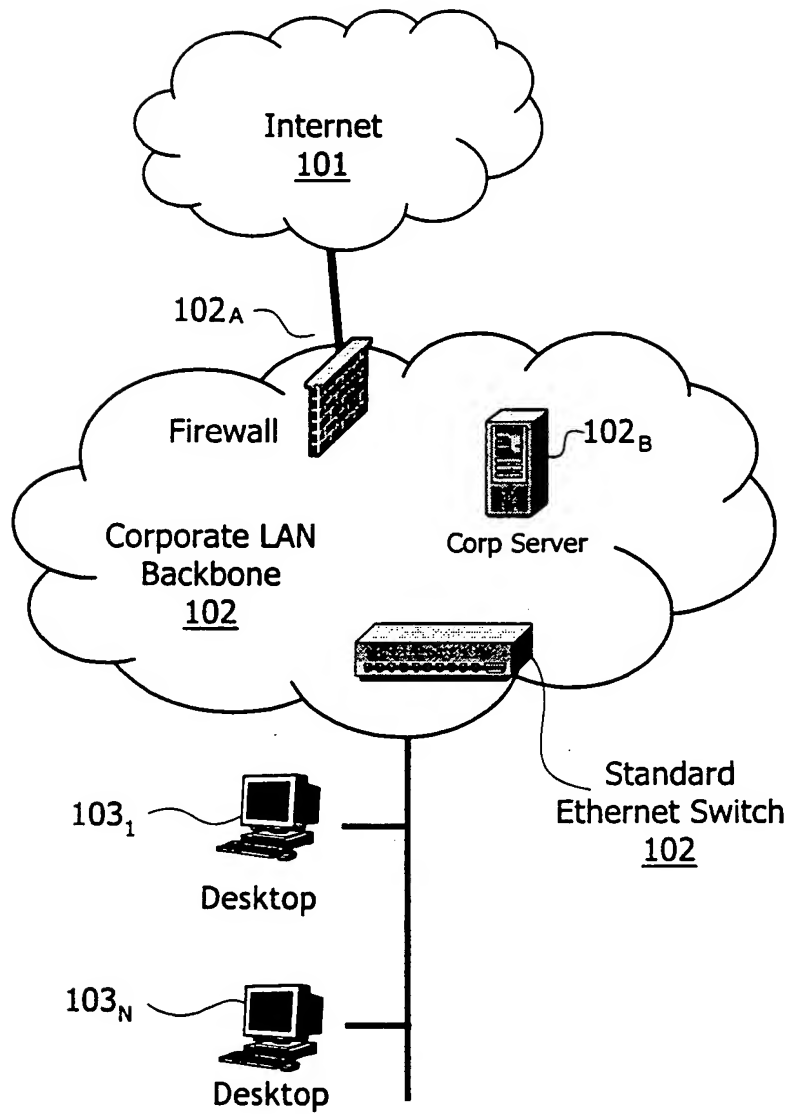 Internet
101
102A
Firewall
102B
Corp Server
Corporate LAN
Backbone
102
Standard
Ethernet Switch
102
1031
Desktop
103N
Desktop